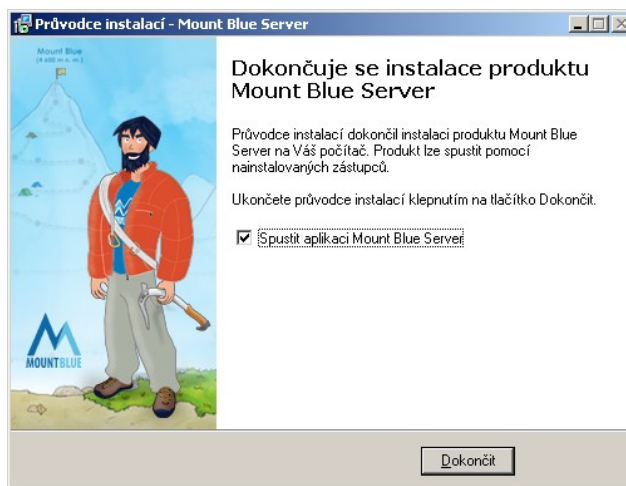 Průvodce instalací - Mount Blue Server
Mount Blue
(4 600 m n. m.)
Dokončuje se instalace produktu
Mount Blue Server
Průvodce instalací dokončil instalaci produktu Mount Blue
Server na Váš počítač. Produkt lze spustit pomocí
nainstalovaných zástupců.
Ukončete průvodce instalací klepnutím na tlačítko Dokončit.
Spustit aplikaci Mount Blue Server
MOUNTBLUE
Dokončit